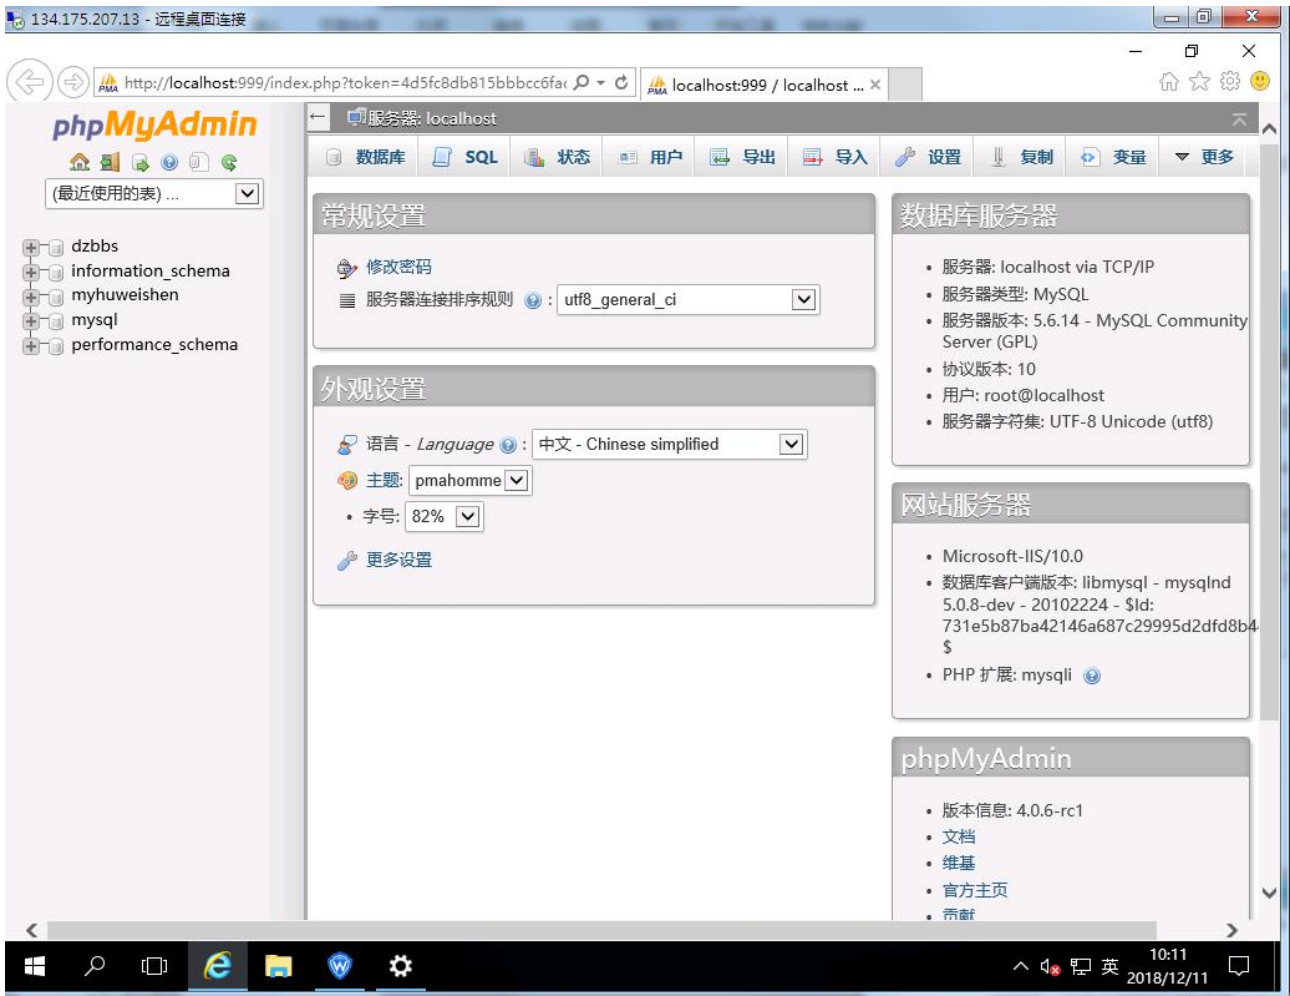 134.175.207.13 - 远程桌面连接
http://localhost:999/index.php?token=4d5fc8db815bbbcc6fac
localhost:999 / localhost ...
phpMyAdmin
(最近使用的表) ...
dzbbs
information_schema
myhuweishen
mysql
performance_schema
服务器: localhost
数据库 SQL 状态 用户 导出 导入 设置 复制 变量 更多
常规设置
修改密码
服务器连接排序规则 : utf8_general_ci
外观设置
语言 - Language : 中文 - Chinese simplified
主题: pmahomme
字号: 82%
更多设置
数据库服务器
服务器: localhost via TCP/IP
服务器类型: MySQL
服务器版本: 5.6.14 - MySQL Community
Server (GPL)
协议版本: 10
用户: root@localhost
服务器字符集: UTF-8 Unicode (utf8)
网站服务器
Microsoft-IIS/10.0
数据库客户端版本: libmysql - mysqlnd
5.0.8-dev - 20102224 - $Id:
731e5b87ba42146a687c29995d2dfd8b4
$
PHP 扩展: mysqli
phpMyAdmin
版本信息: 4.0.6-rc1
文档
维基
官方主页
贡献
英
10:11
2018/12/11